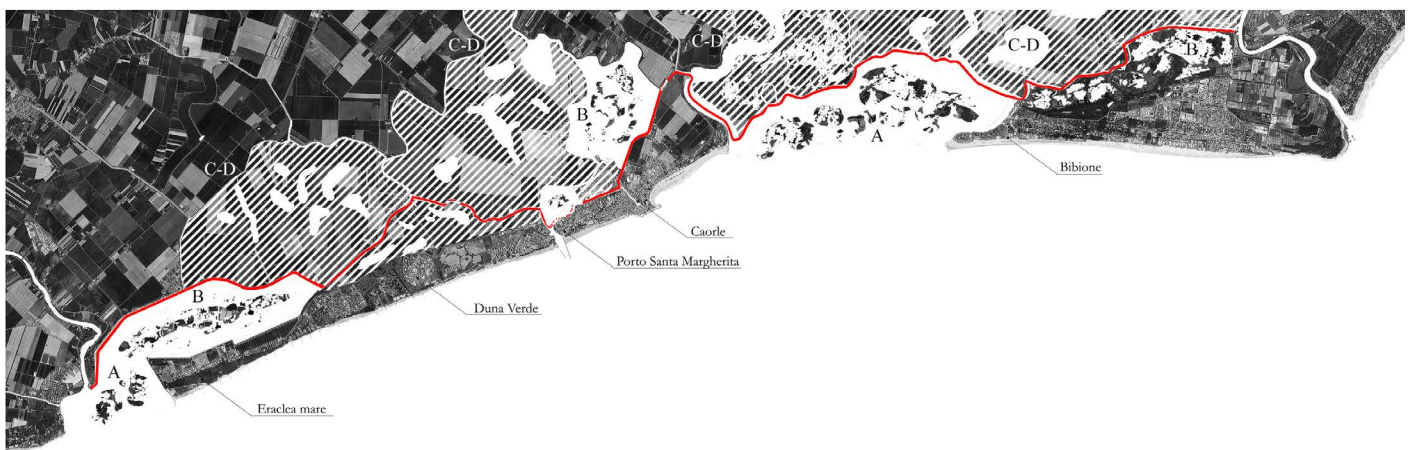 C-D
C-D
C-D
B
B
C-D
A
Bibione
Caorle
Porto Santa Margherita
Duna Verde
B
A
Eraclea mare